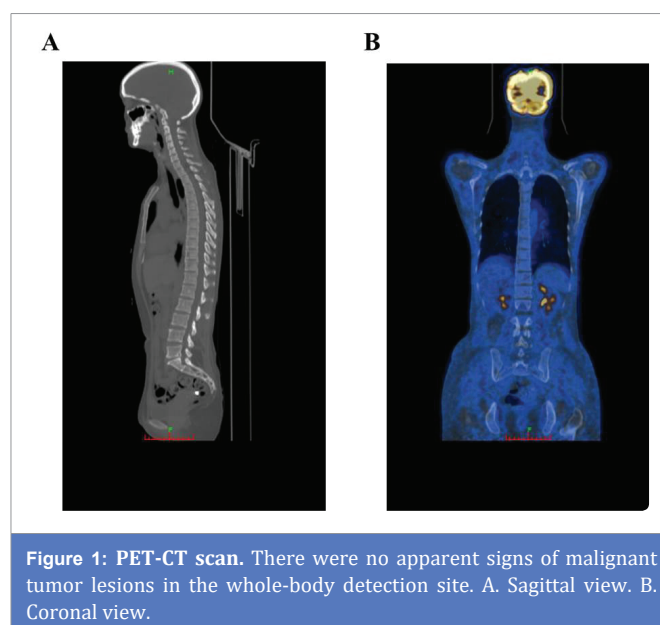 A
B
H
P
P
Figure 1: PET-CT scan. There were no apparent signs of malignant
tumor lesions in the whole-body detection site. A. Sagittal view. B.
Coronal view.